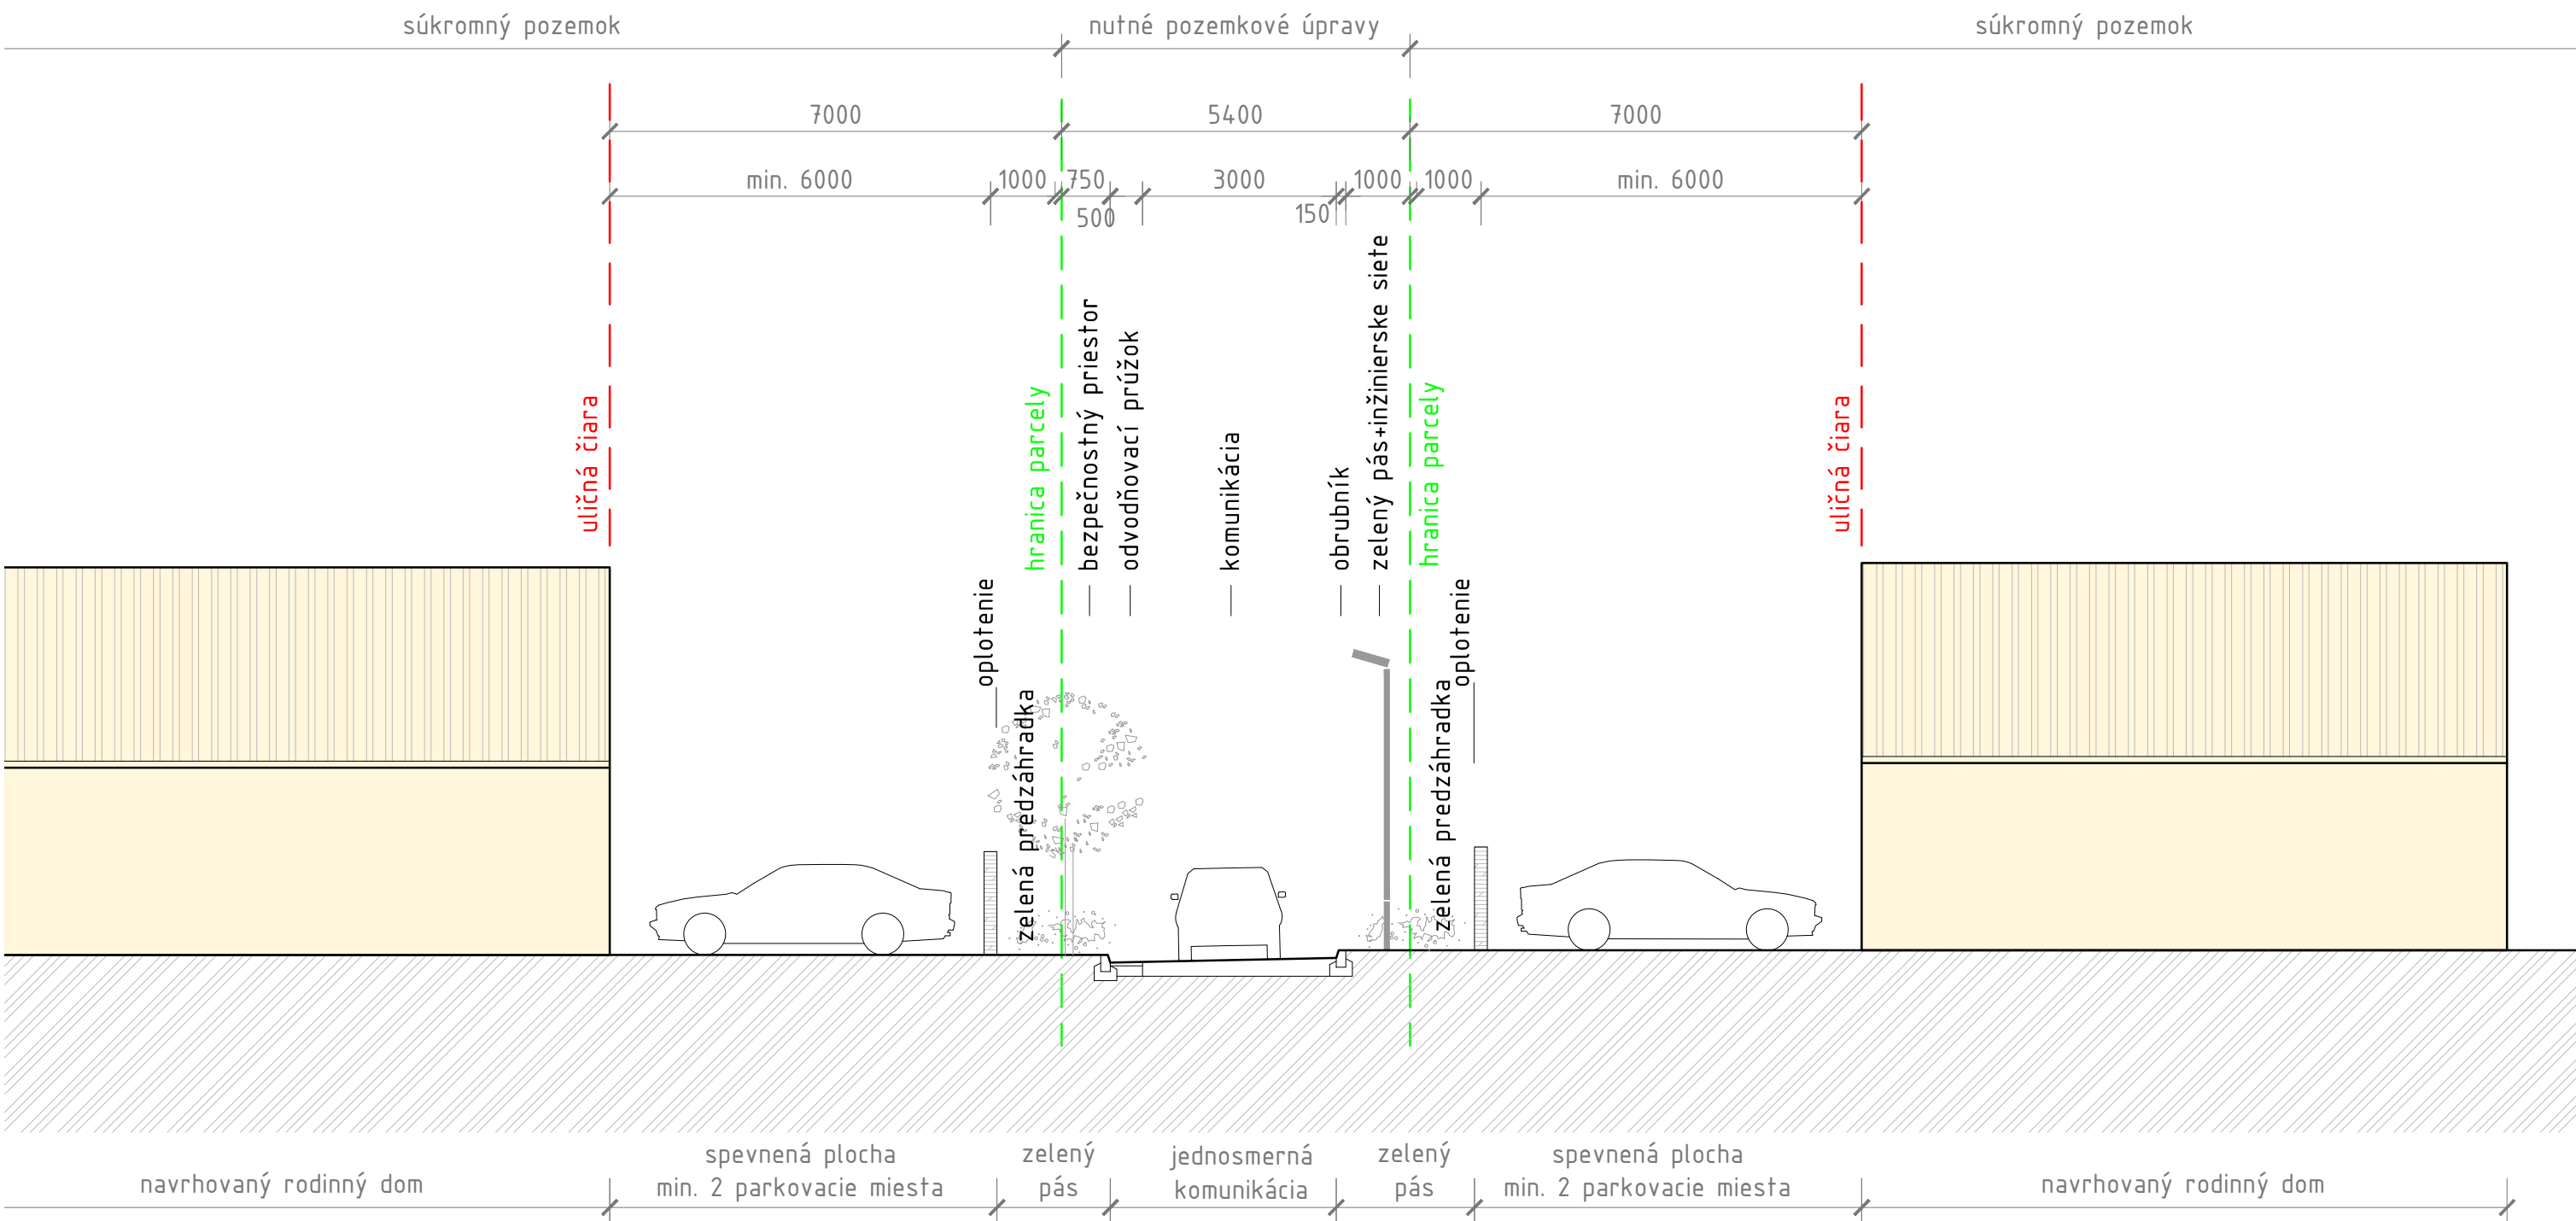 súkromný pozemok
nutné pozemkové úpravy
súkromný pozemok
7000
5400
7000
min. 6000
1000
750
3000
1000
1000
min. 6000
500
150
uličná čiara
hranica parcely
bezpečnostný priestor
odvodňovací prúžok
komunikácia
obrubník
zelený pás+inžinierske siete
hranica parcely
uličná čiara
oplotenie
zelená predzáhradka
zelená predzáhradka
oplotenie
navrhovaný rodinný dom
spevnená plocha
min. 2 parkovacie miesta
zelený
pás
jednosmerná
komunikácia
zelený
pás
spevnená plocha
min. 2 parkovacie miesta
navrhovaný rodinný dom